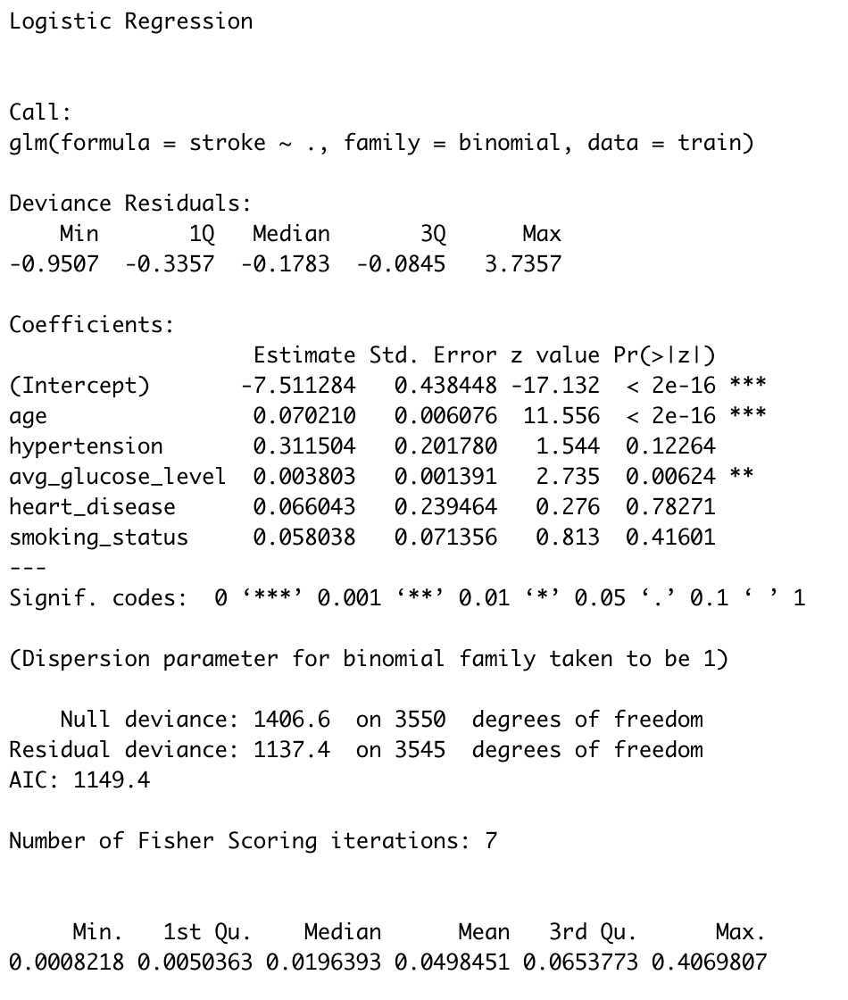 Logistic Regression
Call:
glm(formula = stroke ~ ., family = binomial, data = train)
Deviance Residuals:
    Min       1Q   Median       3Q      Max
-0.9507  -0.3357  -0.1783  -0.0845   3.7357
Coefficients:
                   Estimate Std. Error z value Pr(>|z|)
(Intercept)       -7.511284   0.438448 -17.132  < 2e-16 ***
age                0.070210   0.006076  11.556  < 2e-16 ***
hypertension       0.311504   0.201780   1.544  0.12264
avg_glucose_level  0.003803   0.001391   2.735  0.00624 **
heart_disease      0.066043   0.239464   0.276  0.78271
smoking_status     0.058038   0.071356   0.813  0.41601
---
Signif. codes:  0 ‘***’ 0.001 ‘**’ 0.01 ‘*’ 0.05 ‘.’ 0.1 ‘ ’ 1
(Dispersion parameter for binomial family taken to be 1)
    Null deviance: 1406.6  on 3550  degrees of freedom
Residual deviance: 1137.4  on 3545  degrees of freedom
AIC: 1149.4
Number of Fisher Scoring iterations: 7
     Min.   1st Qu.    Median      Mean   3rd Qu.      Max.
0.0008218 0.0050363 0.0196393 0.0498451 0.0653773 0.4069807